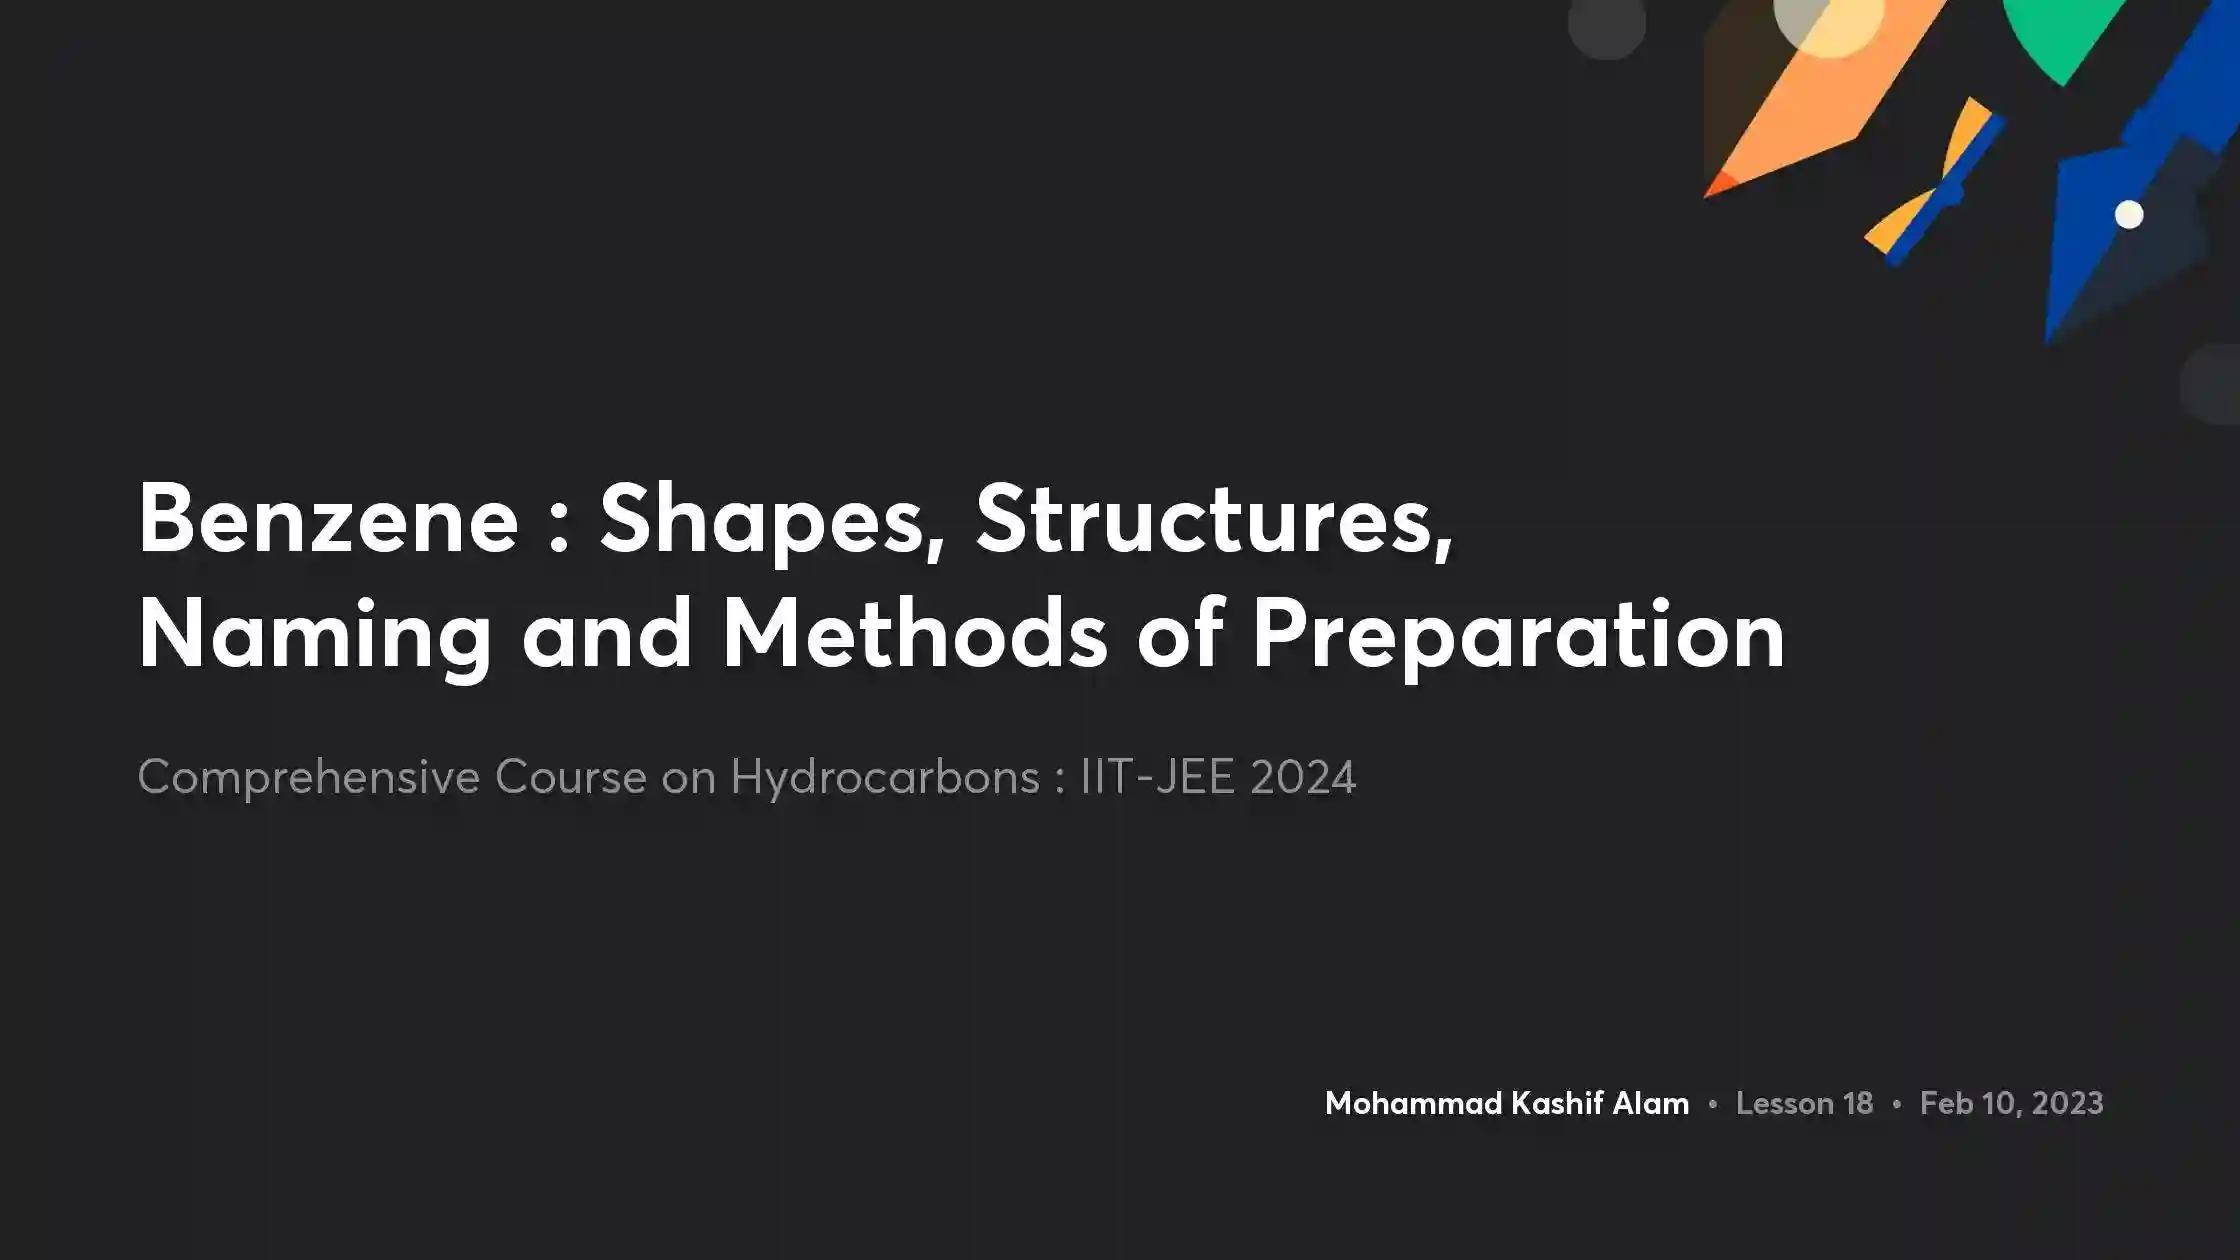 Benzene : Shapes, Structures,
Naming and Methods of Preparation
Comprehensive Course on Hydrocarbons : IIT-JEE 2024
Mohammad Kashif Alam • Lesson 18 • Feb 10, 2023